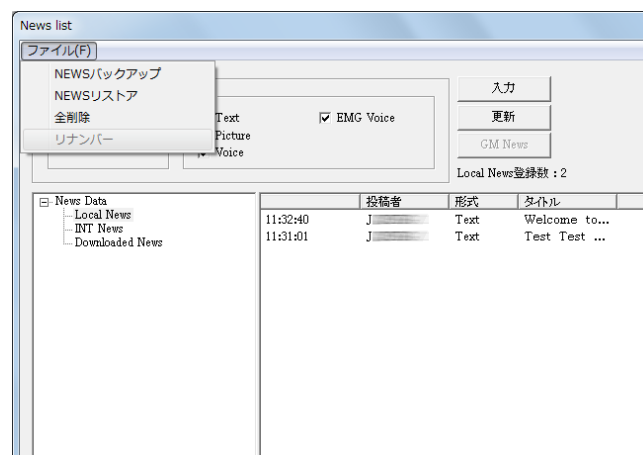 News list
ファイル(F)
NEWSバックアップ
NEWSリストア
全削除
リナンバー
Text
Picture
Voice
EMG Voice
入力
更新
GM News
Local News登録数：2
News Data
Local News
INT News
Downloaded News
投稿者 形式 タイトル
11:32:40 J Text Welcome to...
11:31:01 J Text Test Test ...